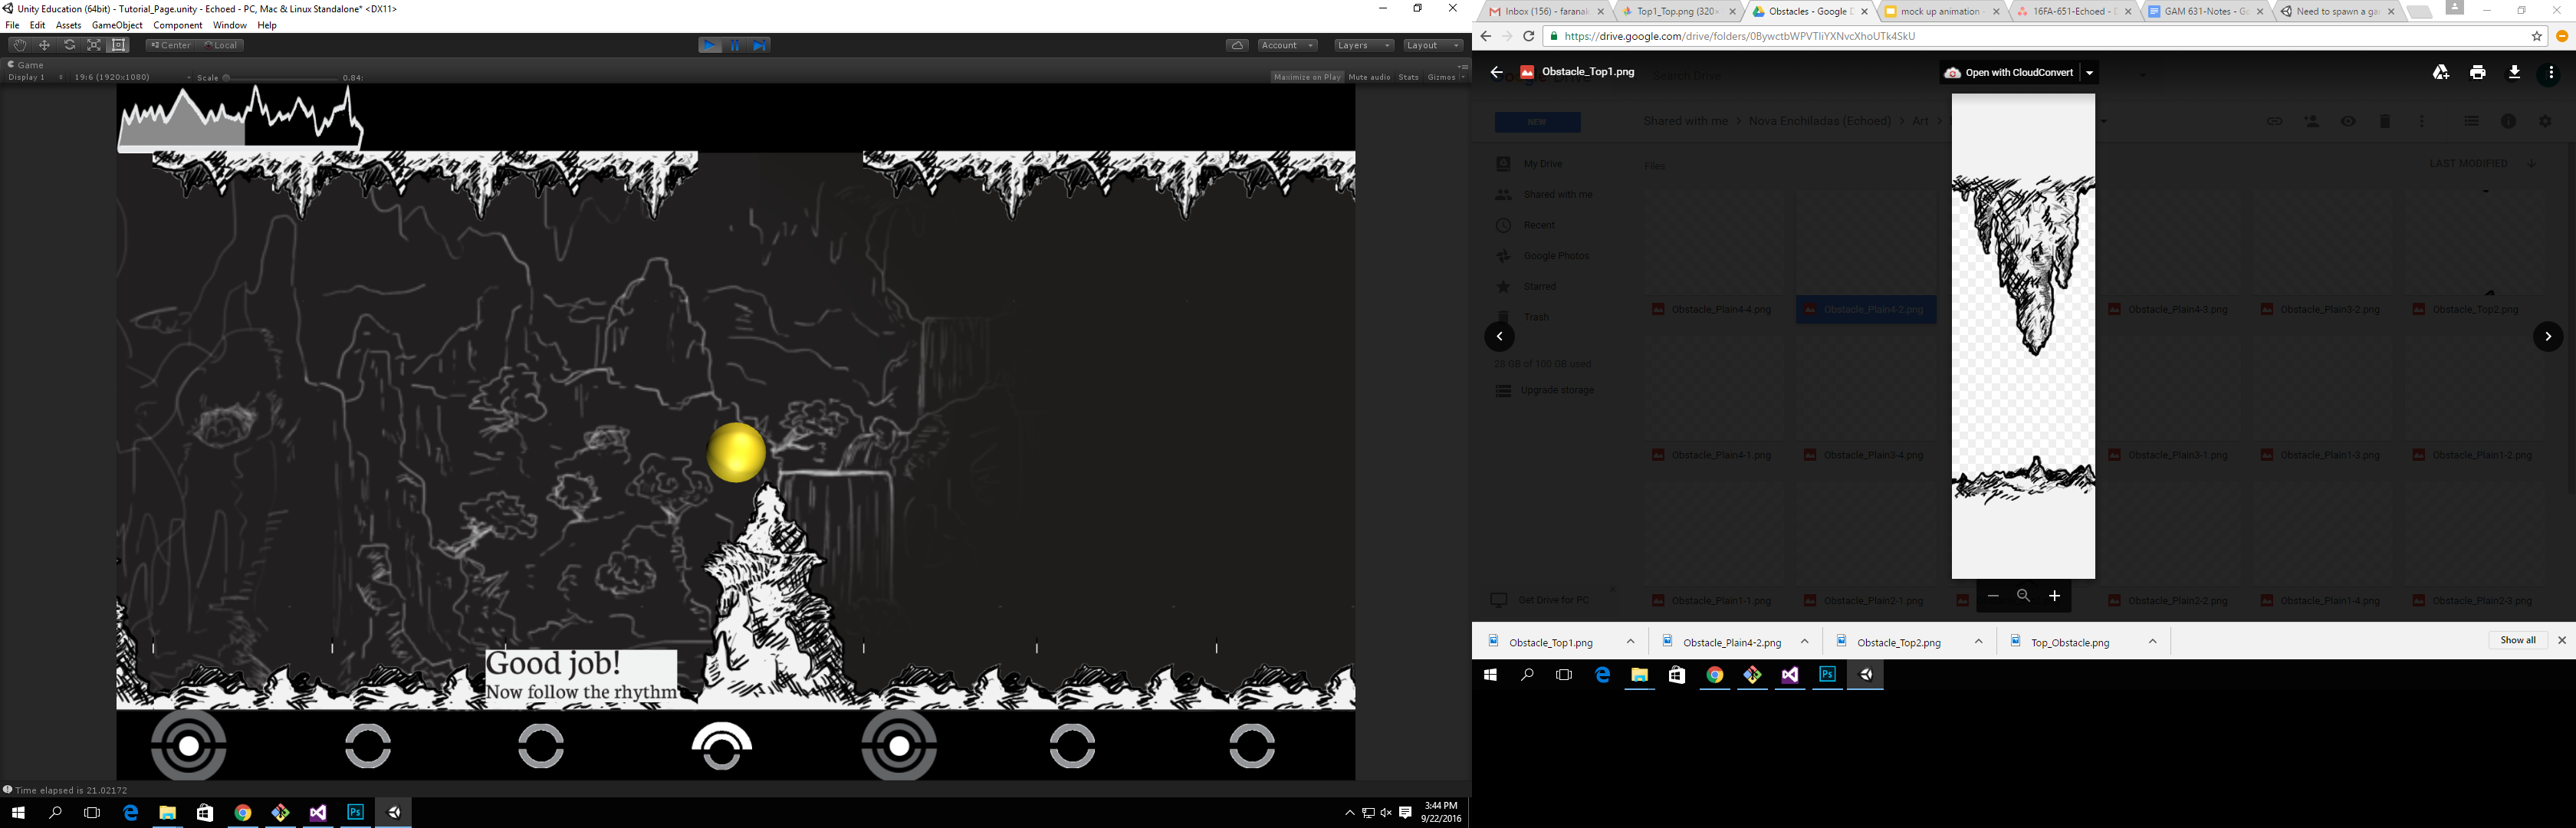 Unity Education (64bit) - Tutorial_Page.unity - Echoed - PC, Mac & Linux Standalone* <DX11>
File Edit Assets GameObject Component Window Help
Center Local
Account Layers Layout
Game
Display 1 19:6 (1920x1080) Scale 0.84:
Maximize on Play Mute audio Stats Gizmos
Good job!
Now follow the rhythm
Time elapsed is 21.02172
3:44 PM
9/22/2016
Inbox (156) - farana
Top1_Top.png (320×
Obstacles - Google D
mock up animation
16FA-651-Echoed - E
GAM 631-Notes - Go
Need to spawn a ga
https://drive.google.com/drive/folders/0BywctbWPVTliYXNvcXhoUTk4SkU
Obstacle_Top1.png
Search Drive
Open with CloudConvert
NEW
Shared with me > Nova Enchiladas (Echoed) > Art >
My Drive
Shared with me
Recent
Google Photos
Starred
Trash
28 GB of 100 GB used
Upgrade storage
Get Drive for PC
Files
LAST MODIFIED
Obstacle_Plain4-4.png Obstacle_Plain4-2.png Obstacle_Plain4-3.png Obstacle_Plain3-2.png Obstacle_Top2.png
Obstacle_Plain4-1.png Obstacle_Plain3-4.png Obstacle_Plain3-1.png Obstacle_Plain1-3.png Obstacle_Plain1-2.png
Obstacle_Plain1-1.png Obstacle_Plain2-1.png Obstacle_Plain2-2.png Obstacle_Plain1-4.png Obstacle_Plain2-3.png
Obstacle_Top1.png Obstacle_Plain4-2.png Obstacle_Top2.png Top_Obstacle.png Show all
Ps
Ps